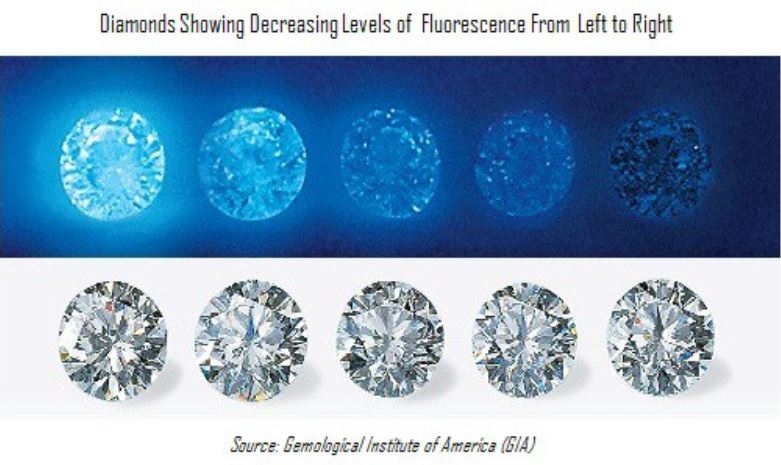 Diamonds Showing Decreasing Levels of Fluorescence From Left to Right
Source: Gemological Institute of America (GIA)